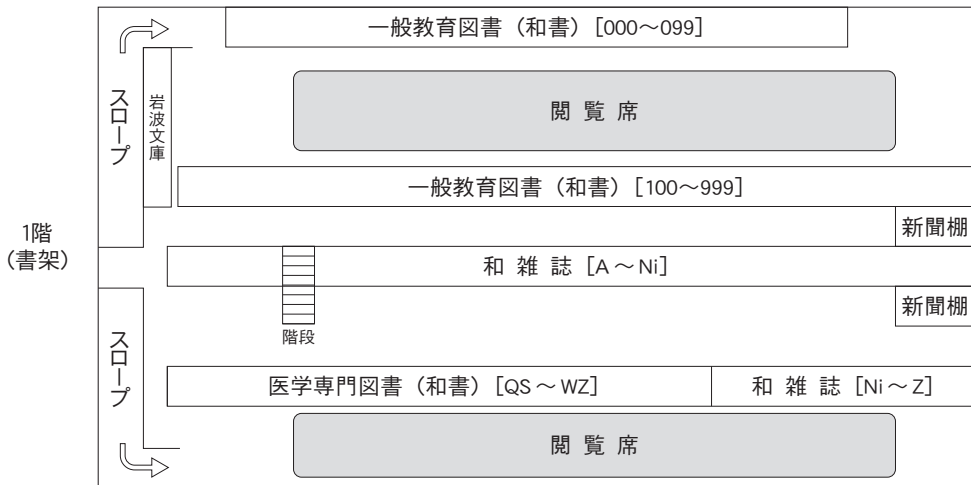 一般教育図書（和書）［000～099］
スロープ
岩波文庫
閲 覧 席
一般教育図書（和書）［100～999］
1階
（書架）
新聞棚
和 雑 誌［A～Ni］
新聞棚
階段
スロープ
医学専門図書（和書）［QS～WZ］
和 雑 誌［Ni～Z］
閲 覧 席